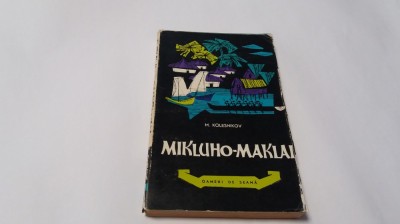 N. KOLESNIKOV
MIKLUHO-MAKLAI
OAMENI DE SEAMĂ